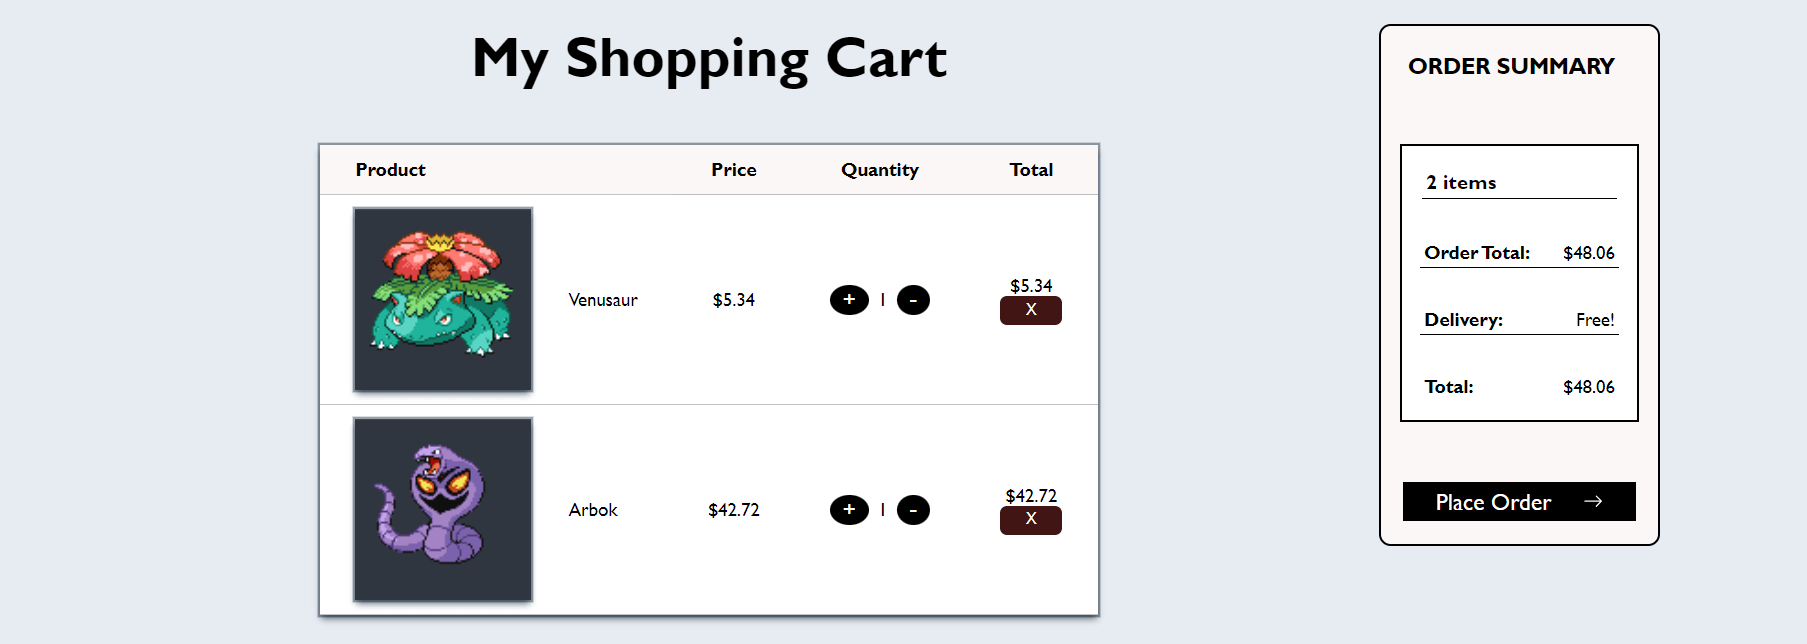 My Shopping Cart
Product Price Quantity Total
Venusaur $5.34 + 1 - $5.34
X
Arbok $42.72 + 1 - $42.72
X
ORDER SUMMARY
2 items
Order Total: $48.06
Delivery: Free!
Total: $48.06
Place Order →